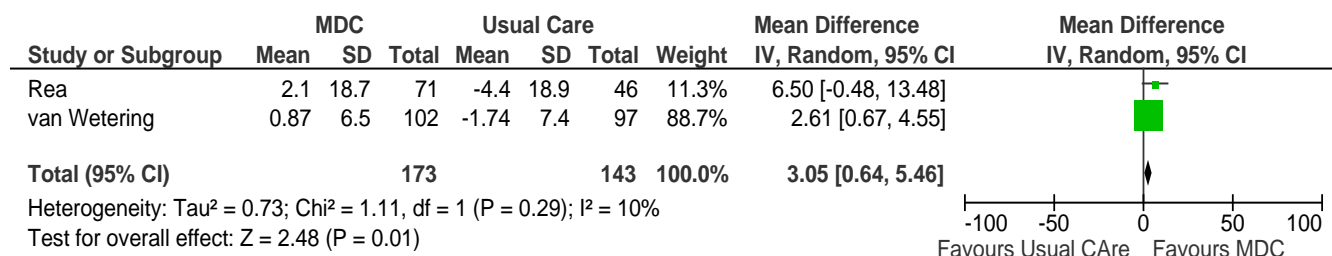 MDC Usual Care Mean Difference Mean Difference
Study or Subgroup Mean SD Total Mean SD Total Weight IV, Random, 95% CI IV, Random, 95% CI
Rea 2.1 18.7 71 -4.4 18.9 46 11.3% 6.50 [-0.48, 13.48]
van Wetering 0.87 6.5 102 -1.74 7.4 97 88.7% 2.61 [0.67, 4.55]
Total (95% CI) 173 143 100.0% 3.05 [0.64, 5.46]
Heterogeneity: Tau² = 0.73; Chi² = 1.11, df = 1 (P = 0.29); I² = 10%
Test for overall effect: Z = 2.48 (P = 0.01)
-100 -50 0 50 100
Favours Usual CAre Favours MDC